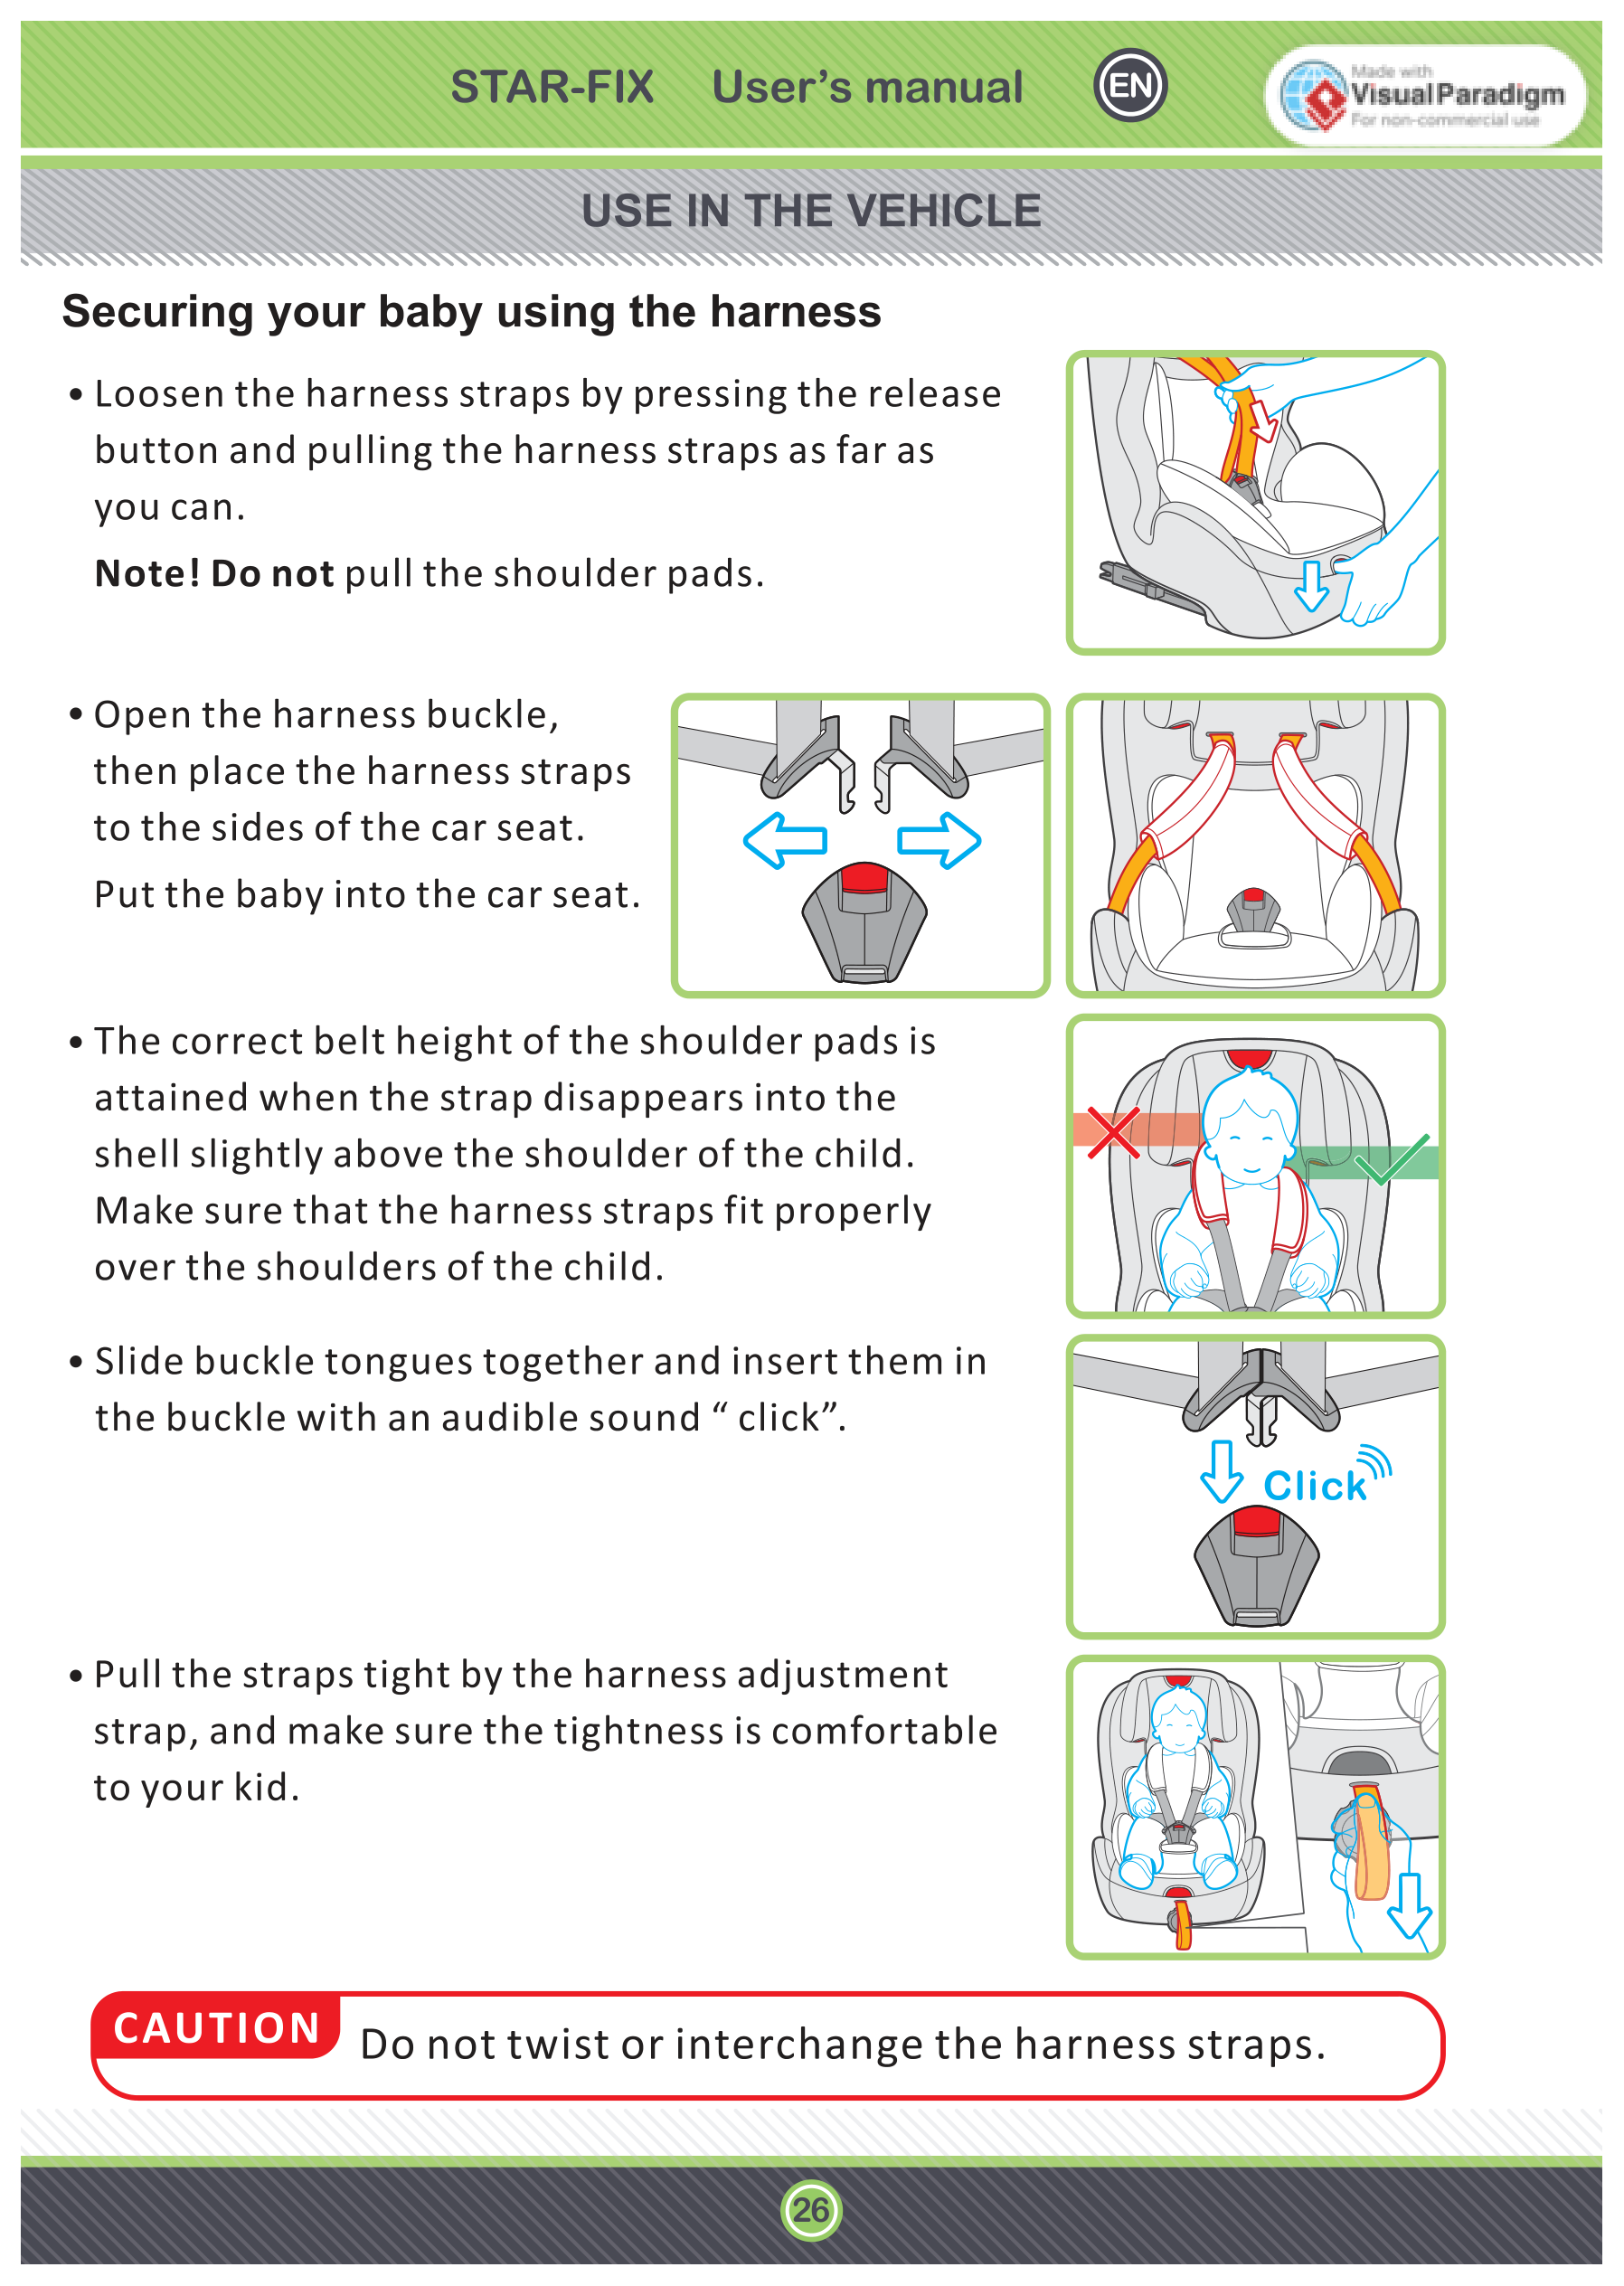 STAR-FIX User’s manual EN
Made with
Visual Paradigm
For non-commercial use
USE IN THE VEHICLE
Securing your baby using the harness
• Loosen the harness straps by pressing the release
button and pulling the harness straps as far as
you can.
Note! Do not pull the shoulder pads.
• Open the harness buckle,
then place the harness straps
to the sides of the car seat.
Put the baby into the car seat.
• The correct belt height of the shoulder pads is
attained when the strap disappears into the
shell slightly above the shoulder of the child.
Make sure that the harness straps fit properly
over the shoulders of the child.
• Slide buckle tongues together and insert them in
the buckle with an audible sound “ click”.
Click
• Pull the straps tight by the harness adjustment
strap, and make sure the tightness is comfortable
to your kid.
CAUTION
Do not twist or interchange the harness straps.
26